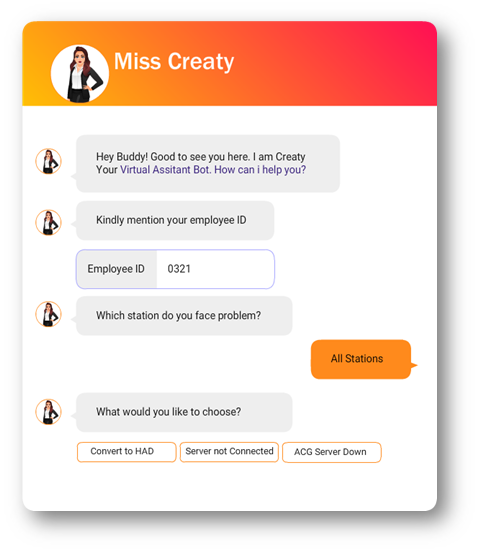 Miss Creaty
Hey Buddy! Good to see you here. I am Creaty
Your Virtual Assitant Bot. How can i help you?
Kindly mention your employee ID
Employee ID 0321
Which station do you face problem?
All Stations
What would you like to choose?
Convert to HAD Server not Connected ACG Server Down